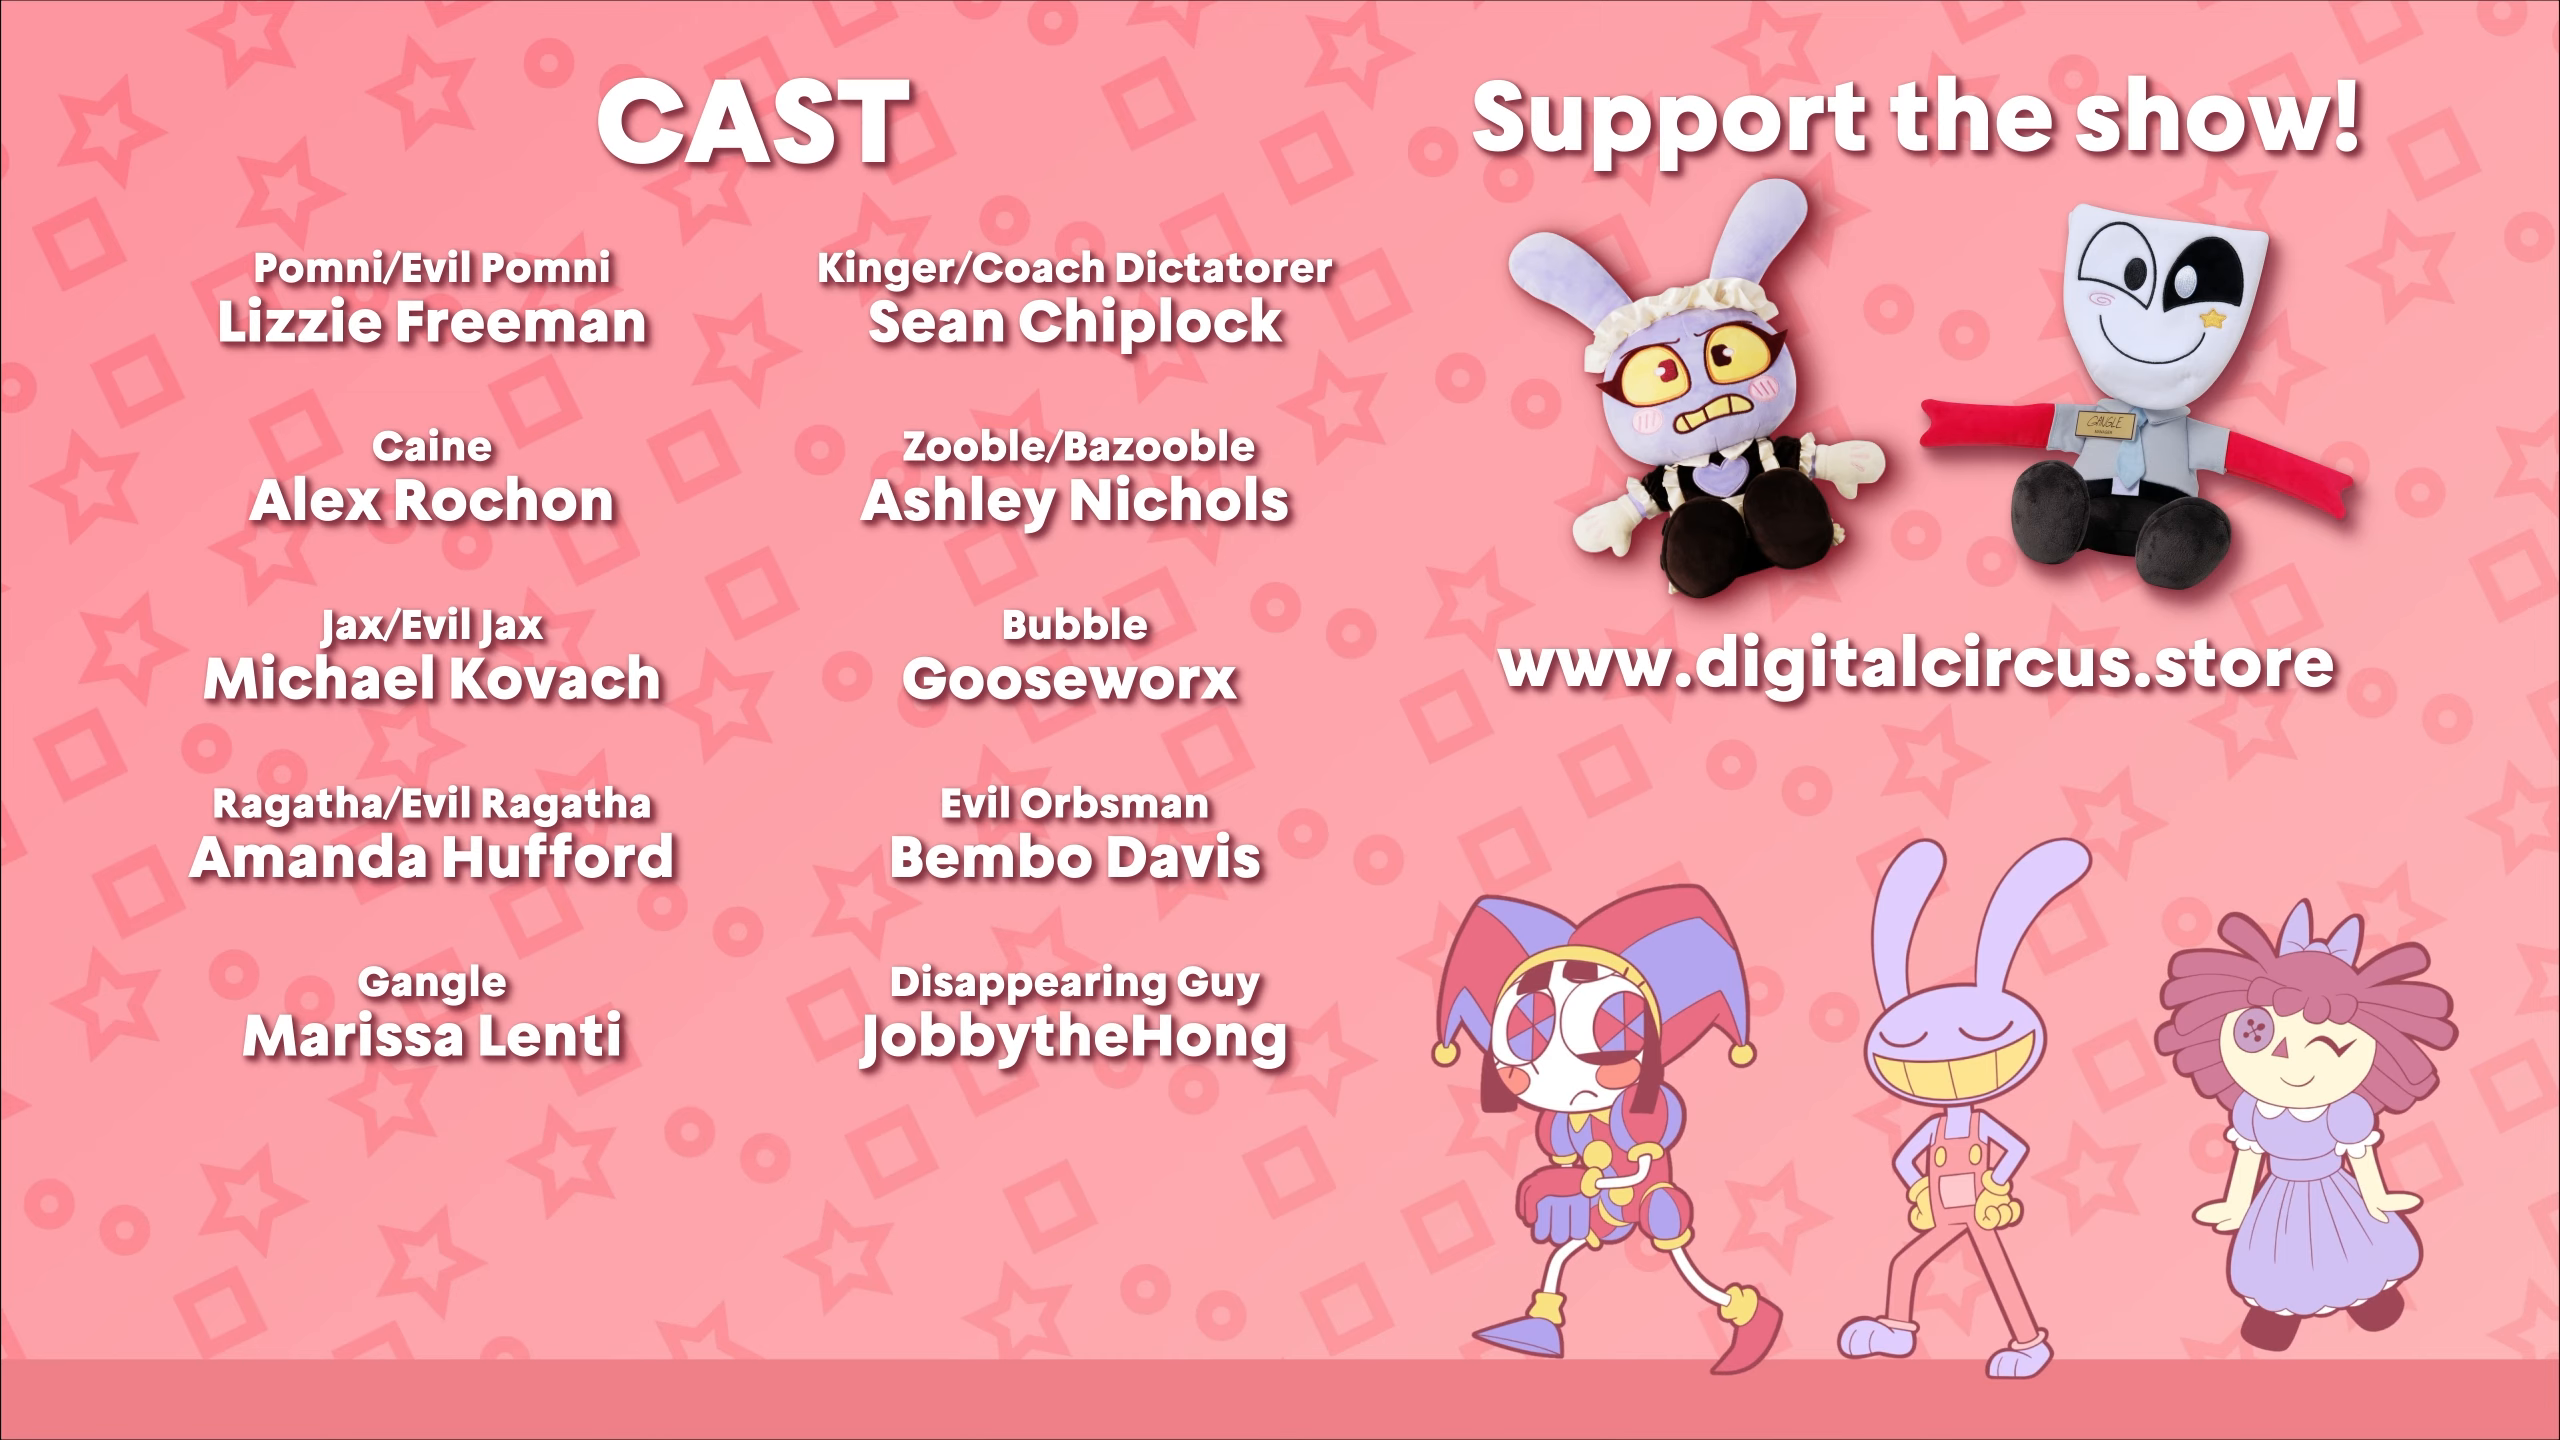 CAST
Pomni/Evil Pomni
Lizzie Freeman
Caine
Alex Rochon
Jax/Evil Jax
Michael Kovach
Ragatha/Evil Ragatha
Amanda Hufford
Gangle
Marissa Lenti
Kinger/Coach Dictatorer
Sean Chiplock
Zooble/Bazooble
Ashley Nichols
Bubble
Gooseworx
Evil Orbsman
Bembo Davis
Disappearing Guy
JobbytheHong
Support the show!
GANGLE
MANAGER
www.digitalcircus.store